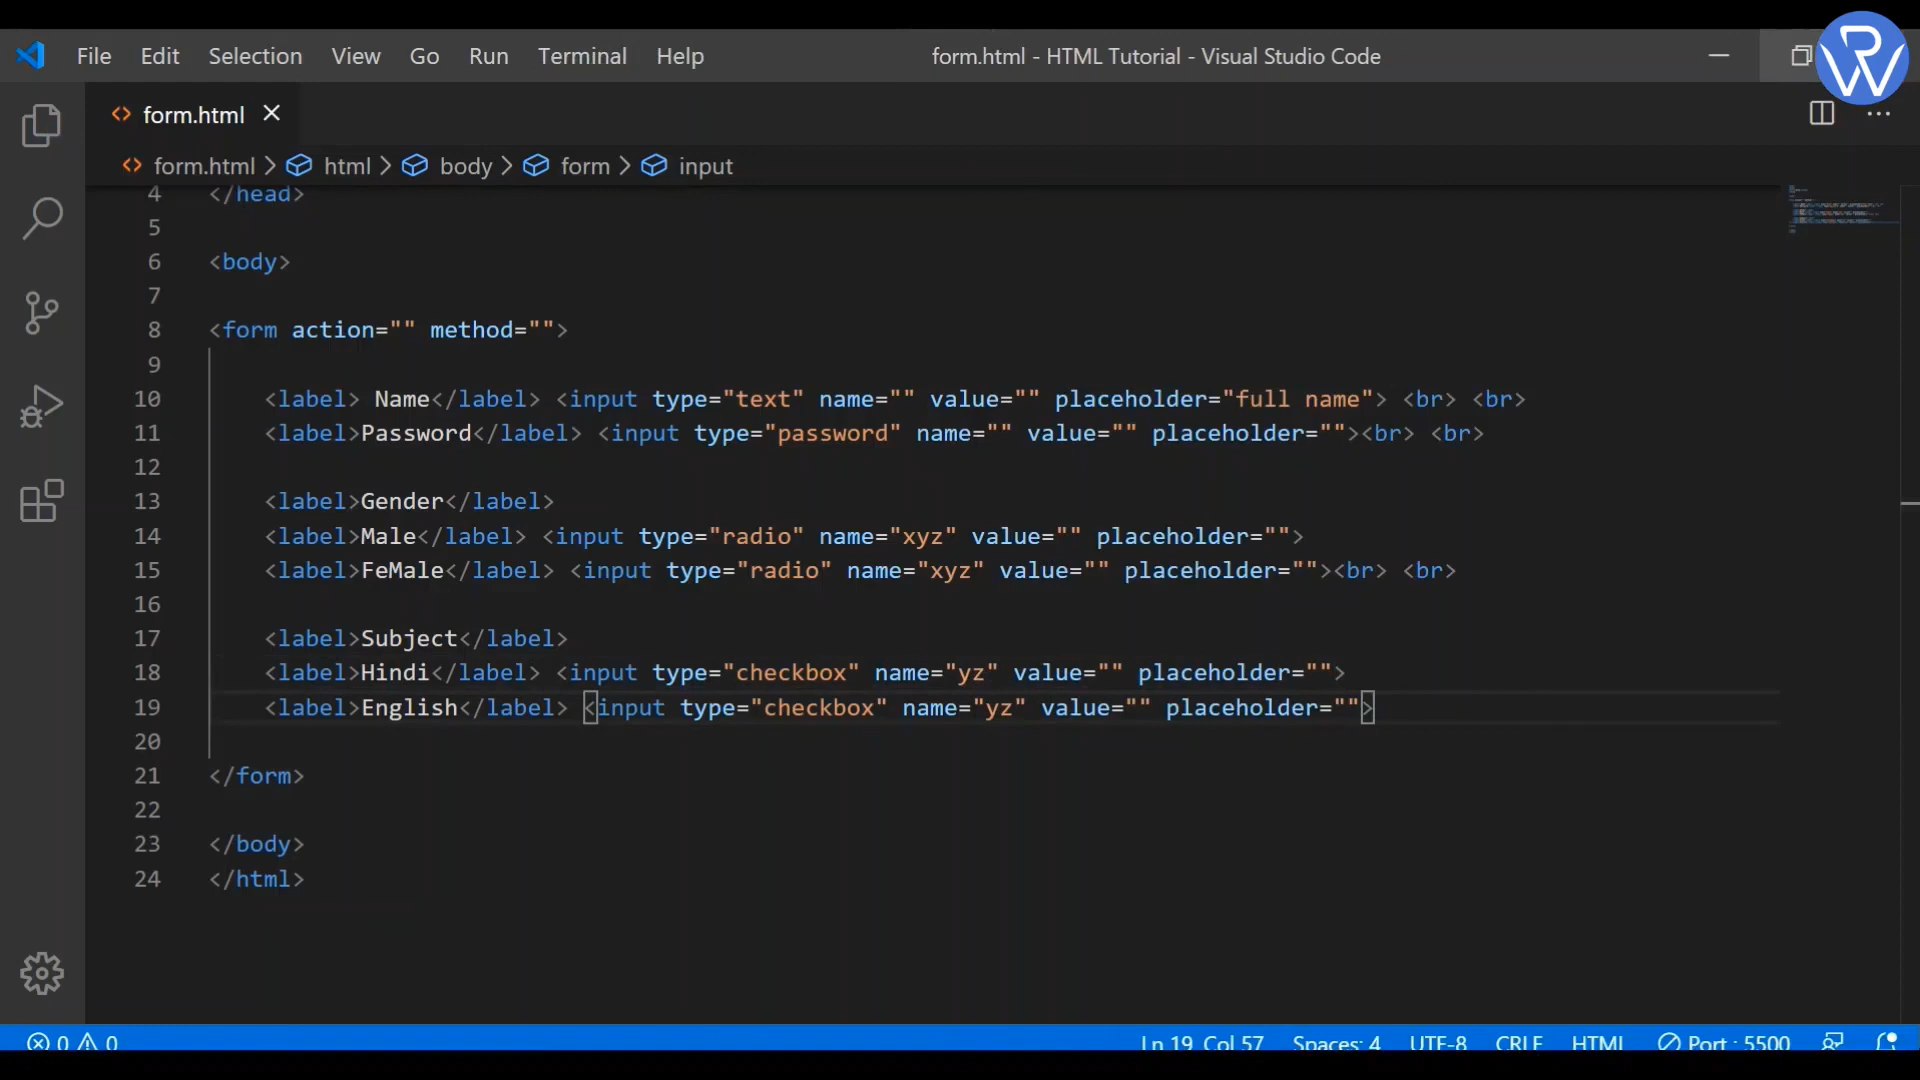 File Edit Selection View Go Run Terminal Help form.html - HTML Tutorial - Visual Studio Code
RW
form.html
form.html > html > body > form > input
4 </head>
5
6 <body>
7
8 <form action="" method="">
9
10 <label> Name</label> <input type="text" name="" value="" placeholder="full name"> <br> <br>
11 <label>Password</label> <input type="password" name="" value="" placeholder=""><br> <br>
12
13 <label>Gender</label>
14 <label>Male</label> <input type="radio" name="xyz" value="" placeholder="">
15 <label>FeMale</label> <input type="radio" name="xyz" value="" placeholder=""><br> <br>
16
17 <label>Subject</label>
18 <label>Hindi</label> <input type="checkbox" name="yz" value="" placeholder="">
19 <label>English</label> <input type="checkbox" name="yz" value="" placeholder="">
20
21 </form>
22
23 </body>
24 </html>
0 0 Ln 19, Col 57 Spaces: 4 UTF-8 CRLF HTML Port : 5500